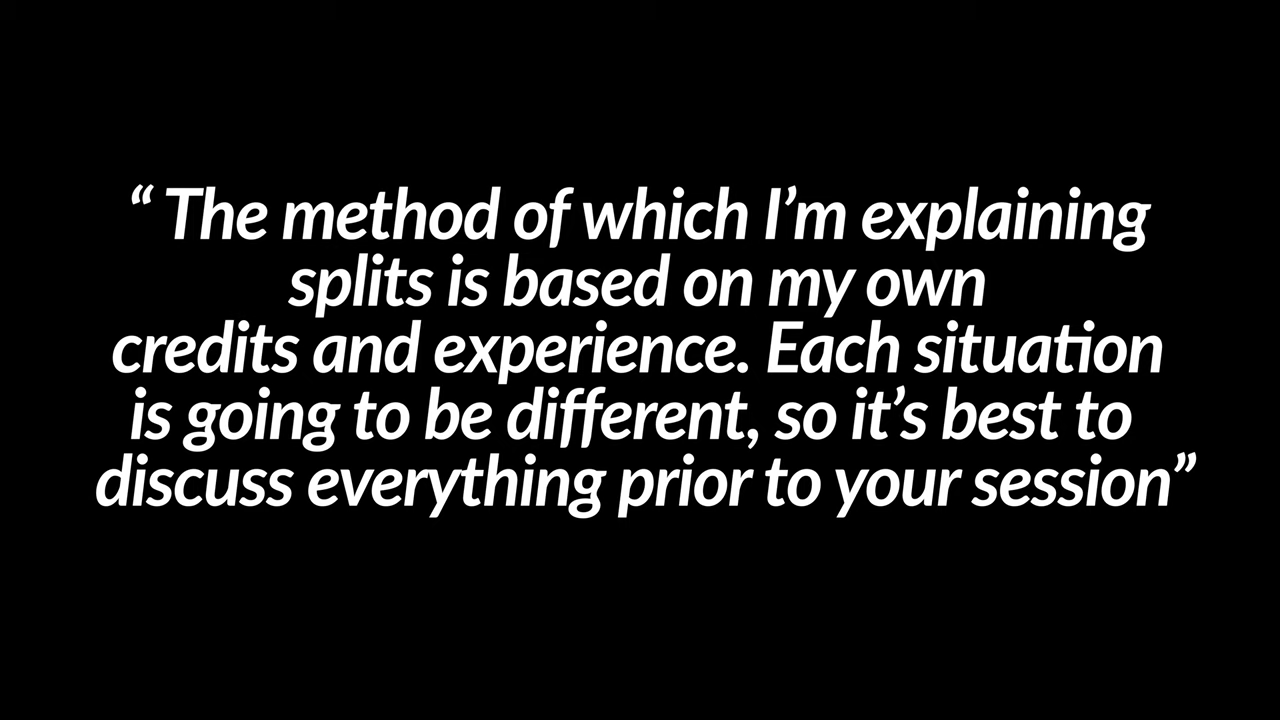 “ The method of which I’m explaining
splits is based on my own
credits and experience. Each situation
is going to be different, so it’s best to
discuss everything prior to your session”